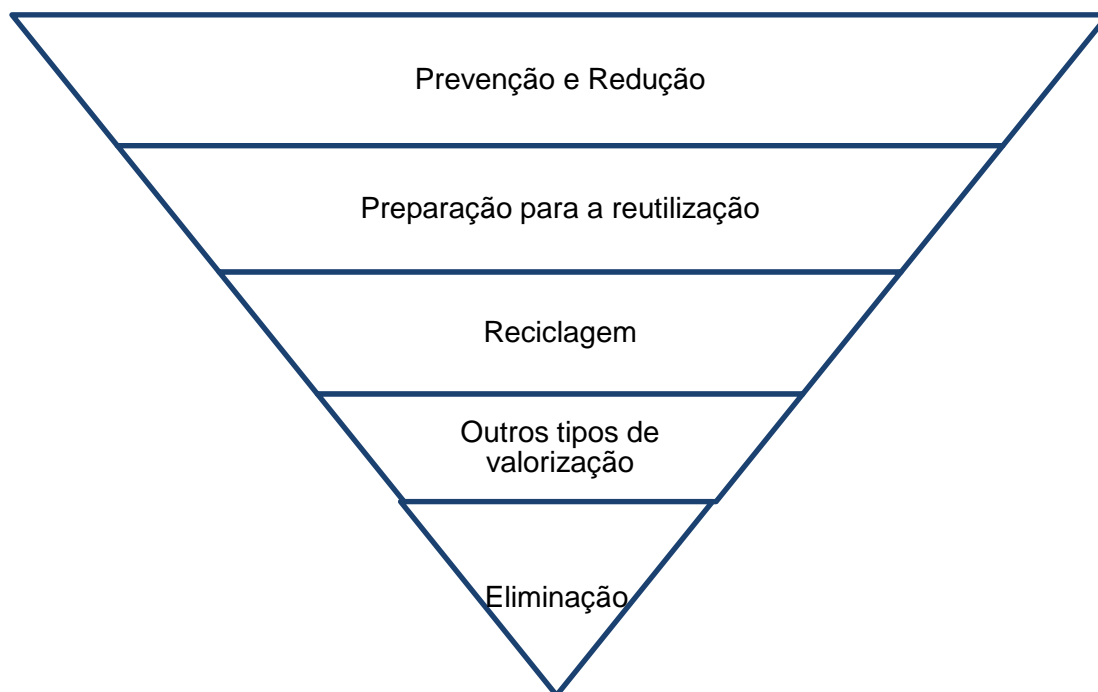 Prevenção e Redução
Preparação para a reutilização
Reciclagem
Outros tipos de
valorização
Eliminação